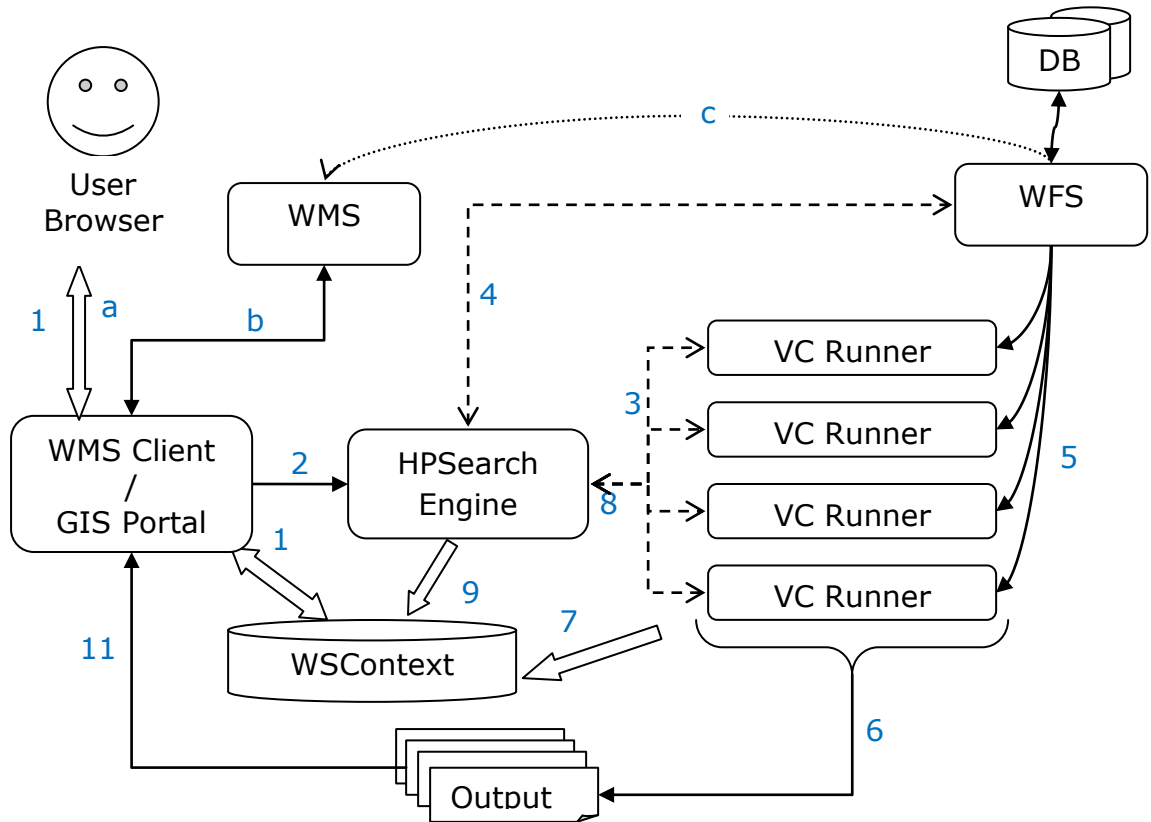 DB
c
User
Browser
WMS
WFS
4
1
a
b
VC Runner
3
VC Runner
5
WMS Client
/
GIS Portal
2
HPSearch
Engine
8
VC Runner
1
9
VC Runner
7
11
WSContext
6
Output